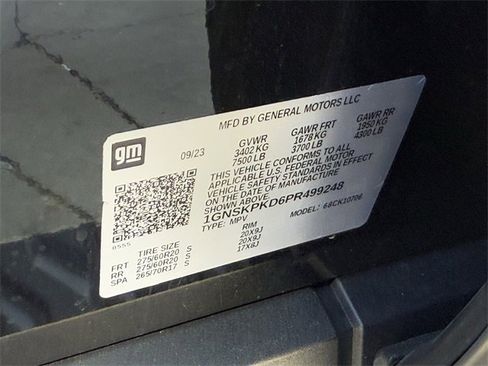 MFD BY GENERAL MOTORS LLC
gm
09/23
GVWR GAWR FRT GAWR RR
3402 KG 1678 KG 1950 KG
7500 LB 3700 LB 4300 LB
THIS VEHICLE CONFORMS TO ALL
APPLICABLE U.S. FEDERAL MOTOR
VEHICLE SAFETY STANDARDS IN EFFECT
ON THE DATE OF MANUFACTURE
1GNSKPKD6PR499248
TYPE: MPV MODEL: 68CK10706
0555
TIRE SIZE RIM
FRT 275/60R20 S 20X9J
RR 275/60R20 S 20X9J
SPA 265/70R17 S 17X8J